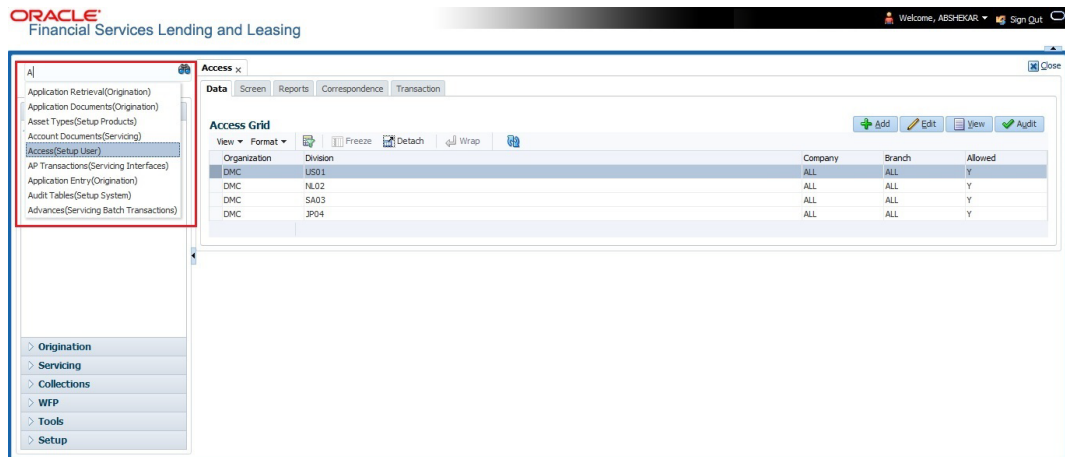 ORACLE
Financial Services Lending and Leasing
Welcome, ABSHEKAR
Sign Out
A
Application Retrieval(Origination)
Application Documents(Origination)
Asset Types(Setup Products)
Account Documents(Servicing)
Access(Setup User)
AP Transactions(Servicing Interfaces)
Application Entry(Origination)
Audit Tables(Setup System)
Advances(Servicing Batch Transactions)
Origination
Servicing
Collections
WFP
Tools
Setup
Access x
Close
Data Screen Reports Correspondence Transaction
Access Grid
Add Edit View Audit
View Format Freeze Detach Wrap
Organization Division Company Branch Allowed
DMC US01 ALL ALL Y
DMC NL02 ALL ALL Y
DMC SA03 ALL ALL Y
DMC JP04 ALL ALL Y